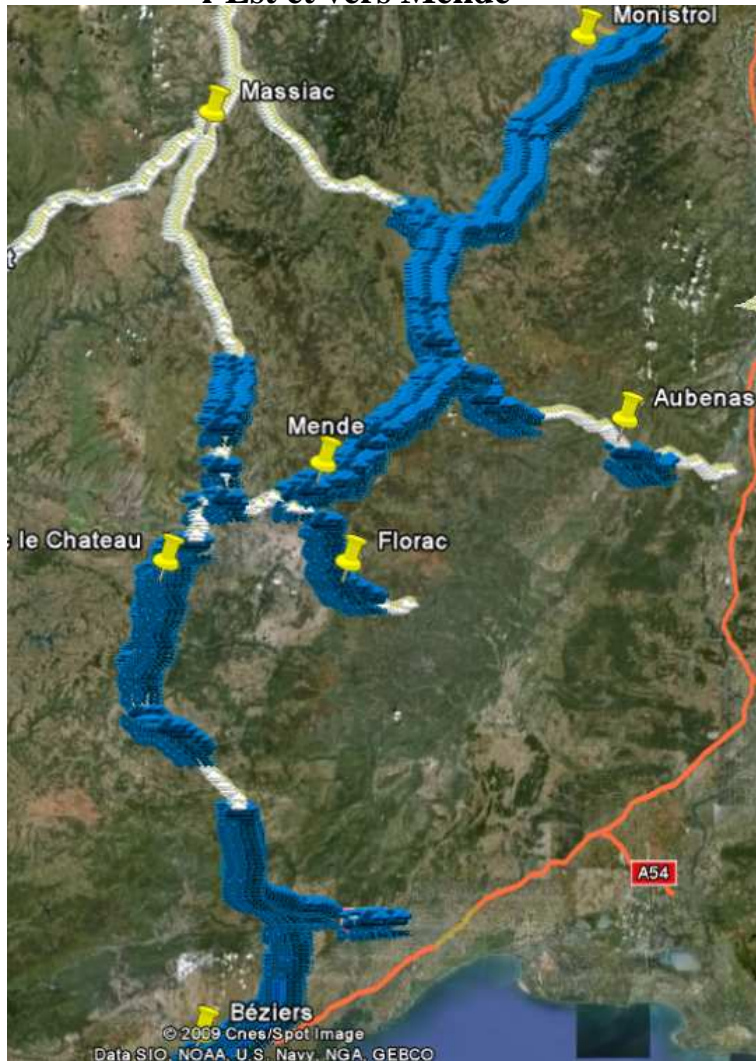 l'Est et vers Mende
Monistrol
Massiac
Aubenas
Mende
le Chateau
Florac
A54
Béziers
© 2009 Cnes/Spot Image
Data SIO, NOAA, U.S. Navy, NGA, GEBCO